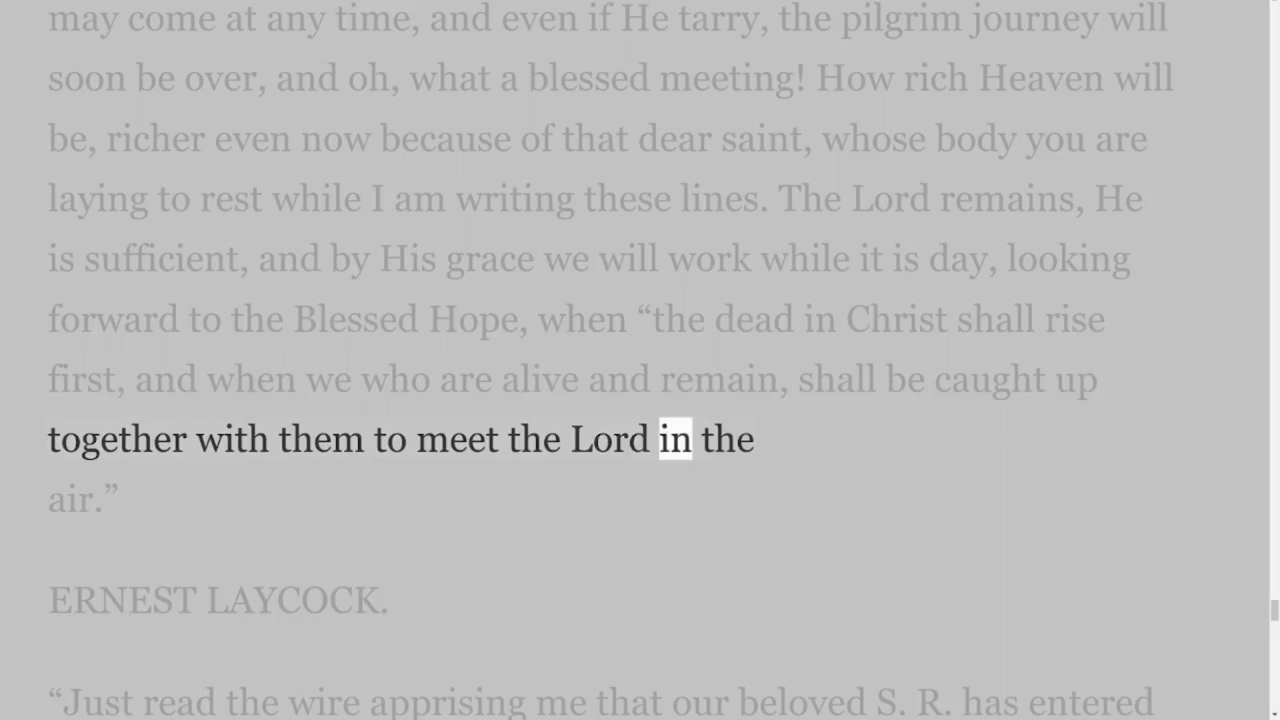 may come at any time, and even if He tarry, the pilgrim journey will
soon be over, and oh, what a blessed meeting! How rich Heaven will
be, richer even now because of that dear saint, whose body you are
laying to rest while I am writing these lines. The Lord remains, He
is sufficient, and by His grace we will work while it is day, looking
forward to the Blessed Hope, when “the dead in Christ shall rise
first, and when we who are alive and remain, shall be caught up
together with them to meet the Lord in the
air.”
ERNEST LAYCOCK.
“Just read the wire apprising me that our beloved S. R. has entered